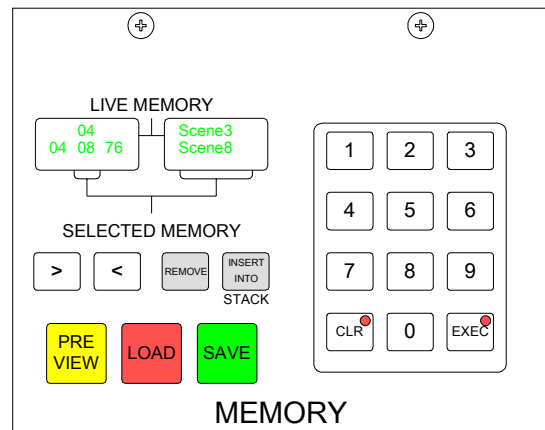 LIVE MEMORY
04
04 08 76
Scene3
Scene8
SELECTED MEMORY
>
<
REMOVE
INSERT
INTO
STACK
PRE
VIEW
LOAD
SAVE
1 2 3
4 5 6
7 8 9
CLR 0 EXEC
MEMORY